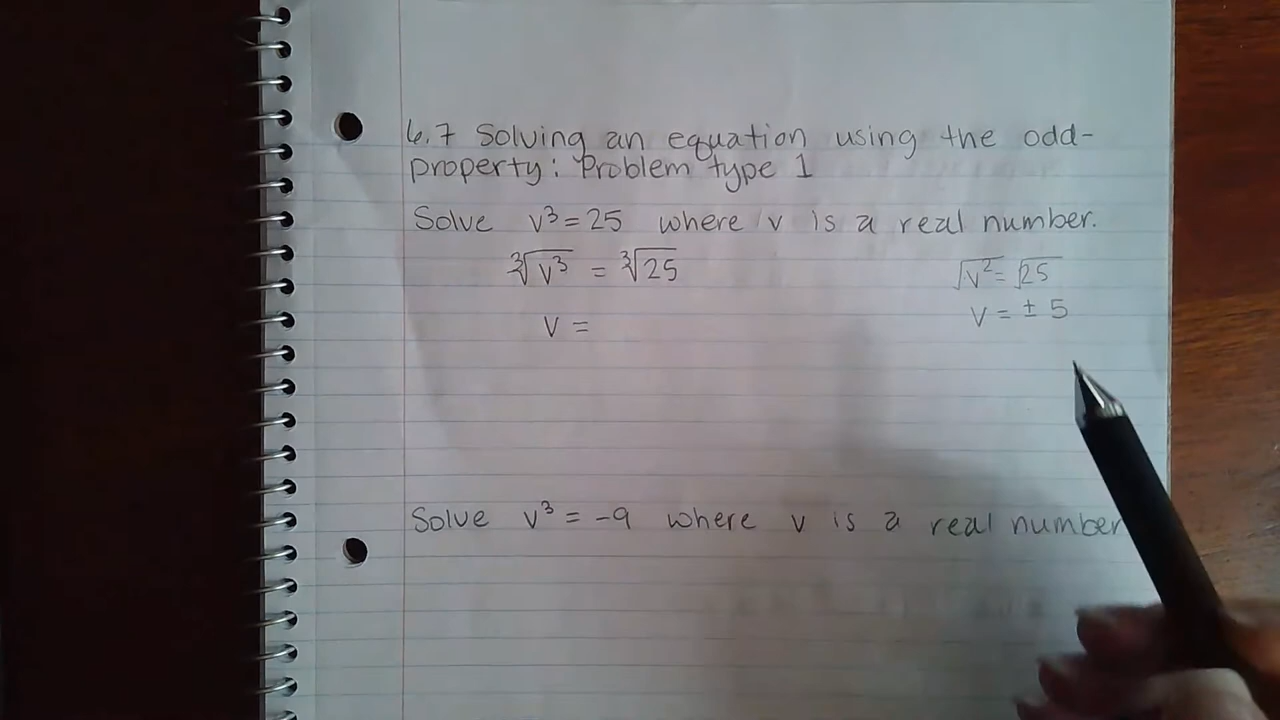 6.7 Solving an equation using the odd-
property: Problem type 1
Solve v³ = 25 where v is a real number.
∛v³ = ∛25
√v² = √25
v =
v = ± 5
Solve v³ = -9 where v is a real number